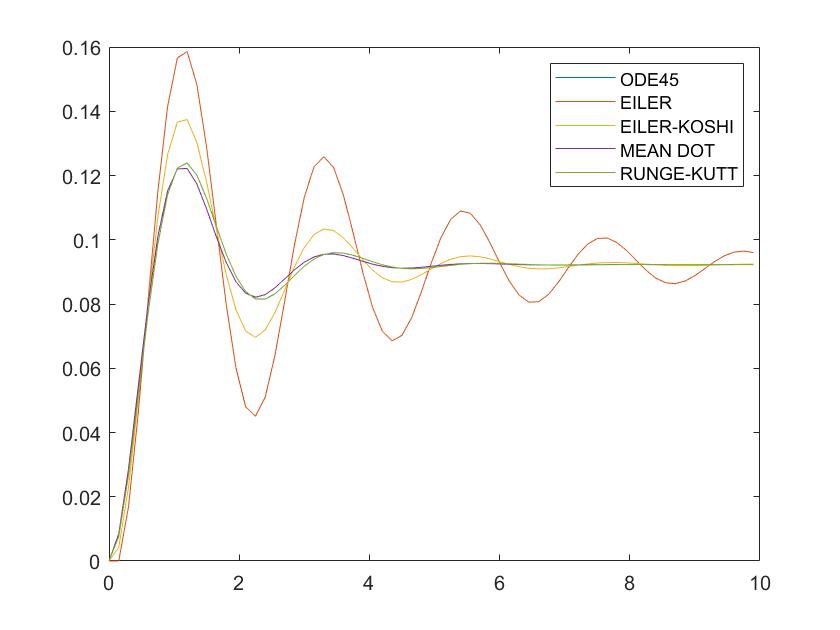 0.16
0.14
0.12
0.1
0.08
0.06
0.04
0.02
0
0 2 4 6 8 10
ODE45
EILER
EILER-KOSHI
MEAN DOT
RUNGE-KUTT